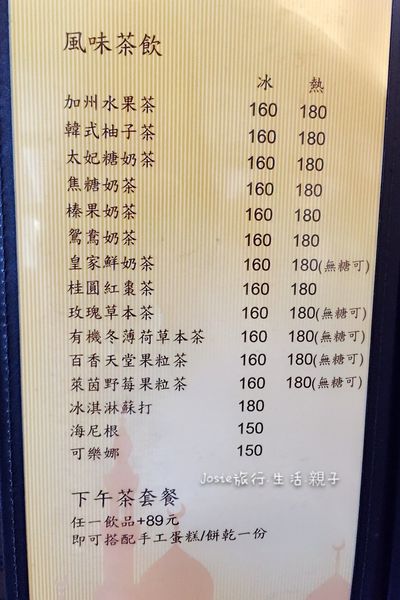 風味茶飲
冰 熱
加州水果茶 160 180
韓式柚子茶 160 180
太妃糖奶茶 160 180
焦糖奶茶 160 180
榛果奶茶 160 180
鴛鴦奶茶 160 180
皇家鮮奶茶 160 180(無糖可)
桂圓紅棗茶 160 180
玫瑰草本茶 160 180(無糖可)
有機冬薄荷草本茶 160 180(無糖可)
百香天堂果粒茶 160 180(無糖可)
萊茵野莓果粒茶 160 180(無糖可)
冰淇淋蘇打 180
海尼根 150
可樂娜 150
Josie旅行.生活.親子
下午茶套餐
任一飲品+89元
即可搭配手工蛋糕/餅乾一份